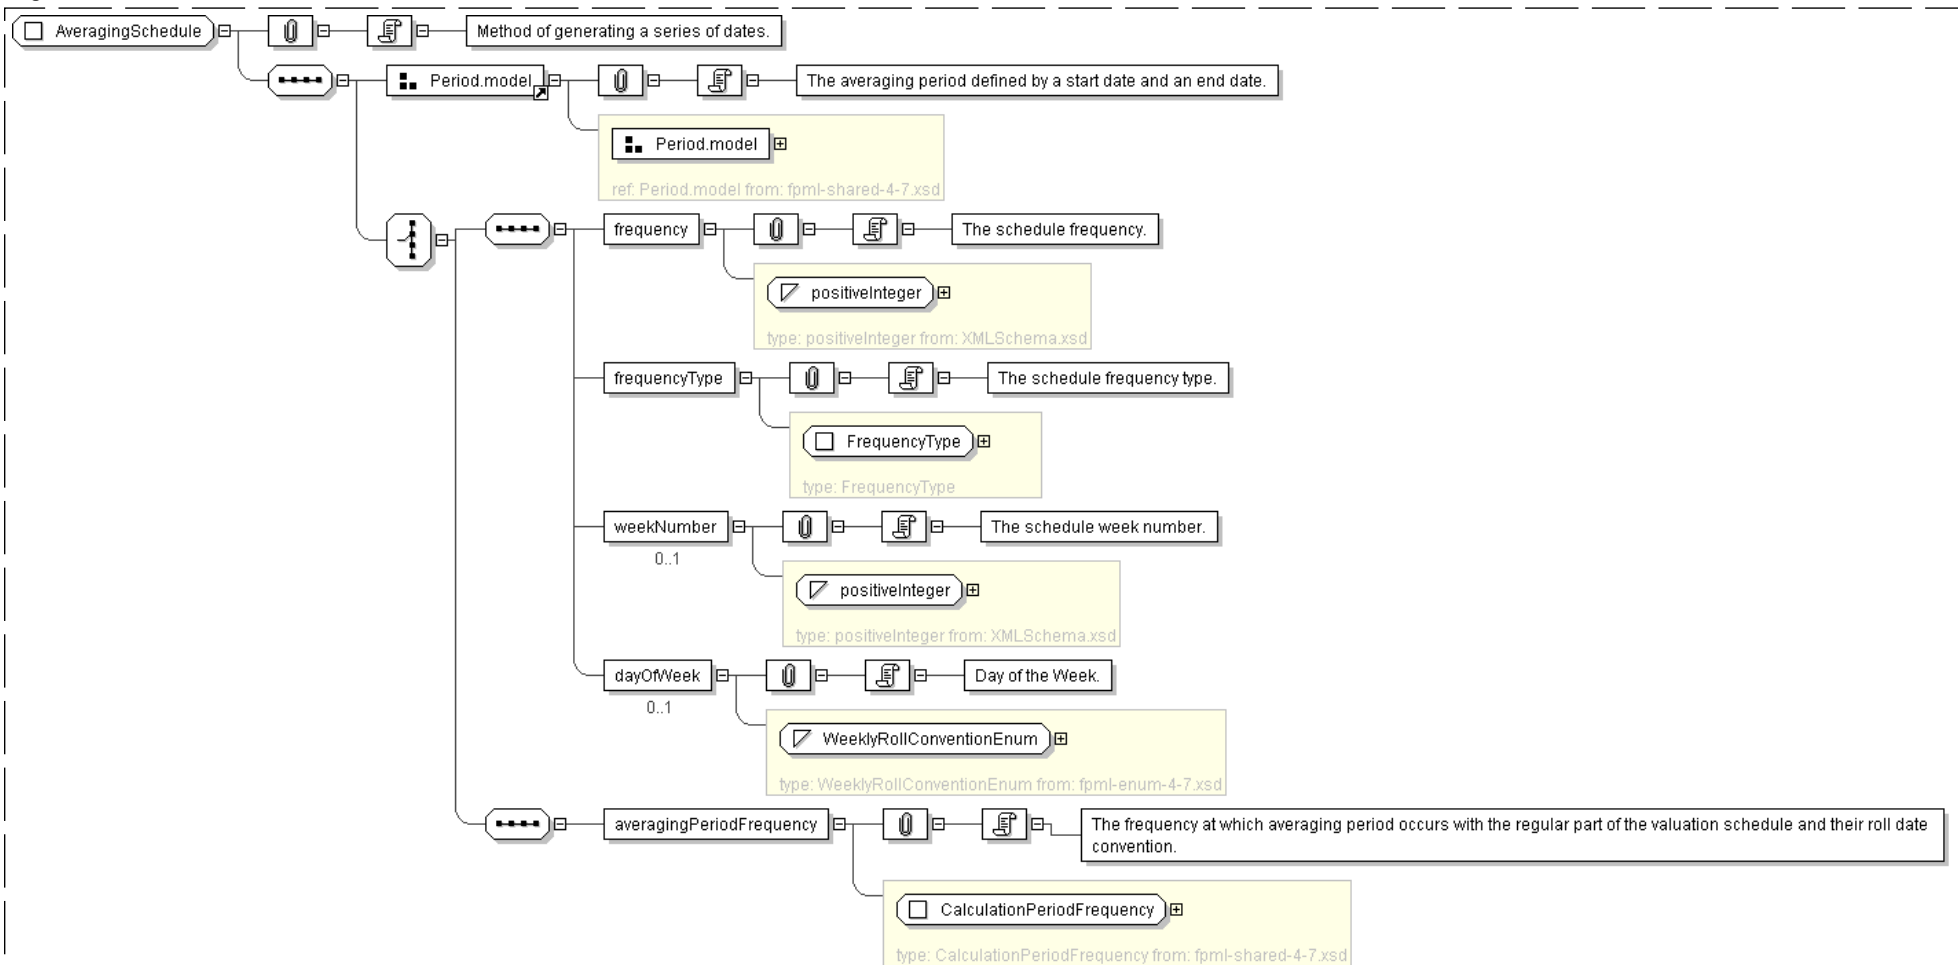 AveragingSchedule
Method of generating a series of dates.
Period.model
The averaging period defined by a start date and an end date.
Period.model
ref: Period.model from: fpml-shared-4-7.xsd
frequency
The schedule frequency.
positiveInteger
type: positiveInteger from: XMLSchema.xsd
frequencyType
The schedule frequency type.
FrequencyType
type: FrequencyType
weekNumber
The schedule week number.
0..1
positiveInteger
type: positiveInteger from: XMLSchema.xsd
dayOfWeek
Day of the Week.
0..1
WeeklyRollConventionEnum
type: WeeklyRollConventionEnum from: fpml-enum-4-7.xsd
averagingPeriodFrequency
The frequency at which averaging period occurs with the regular part of the valuation schedule and their roll date
convention.
CalculationPeriodFrequency
type: CalculationPeriodFrequency from: fpml-shared-4-7.xsd